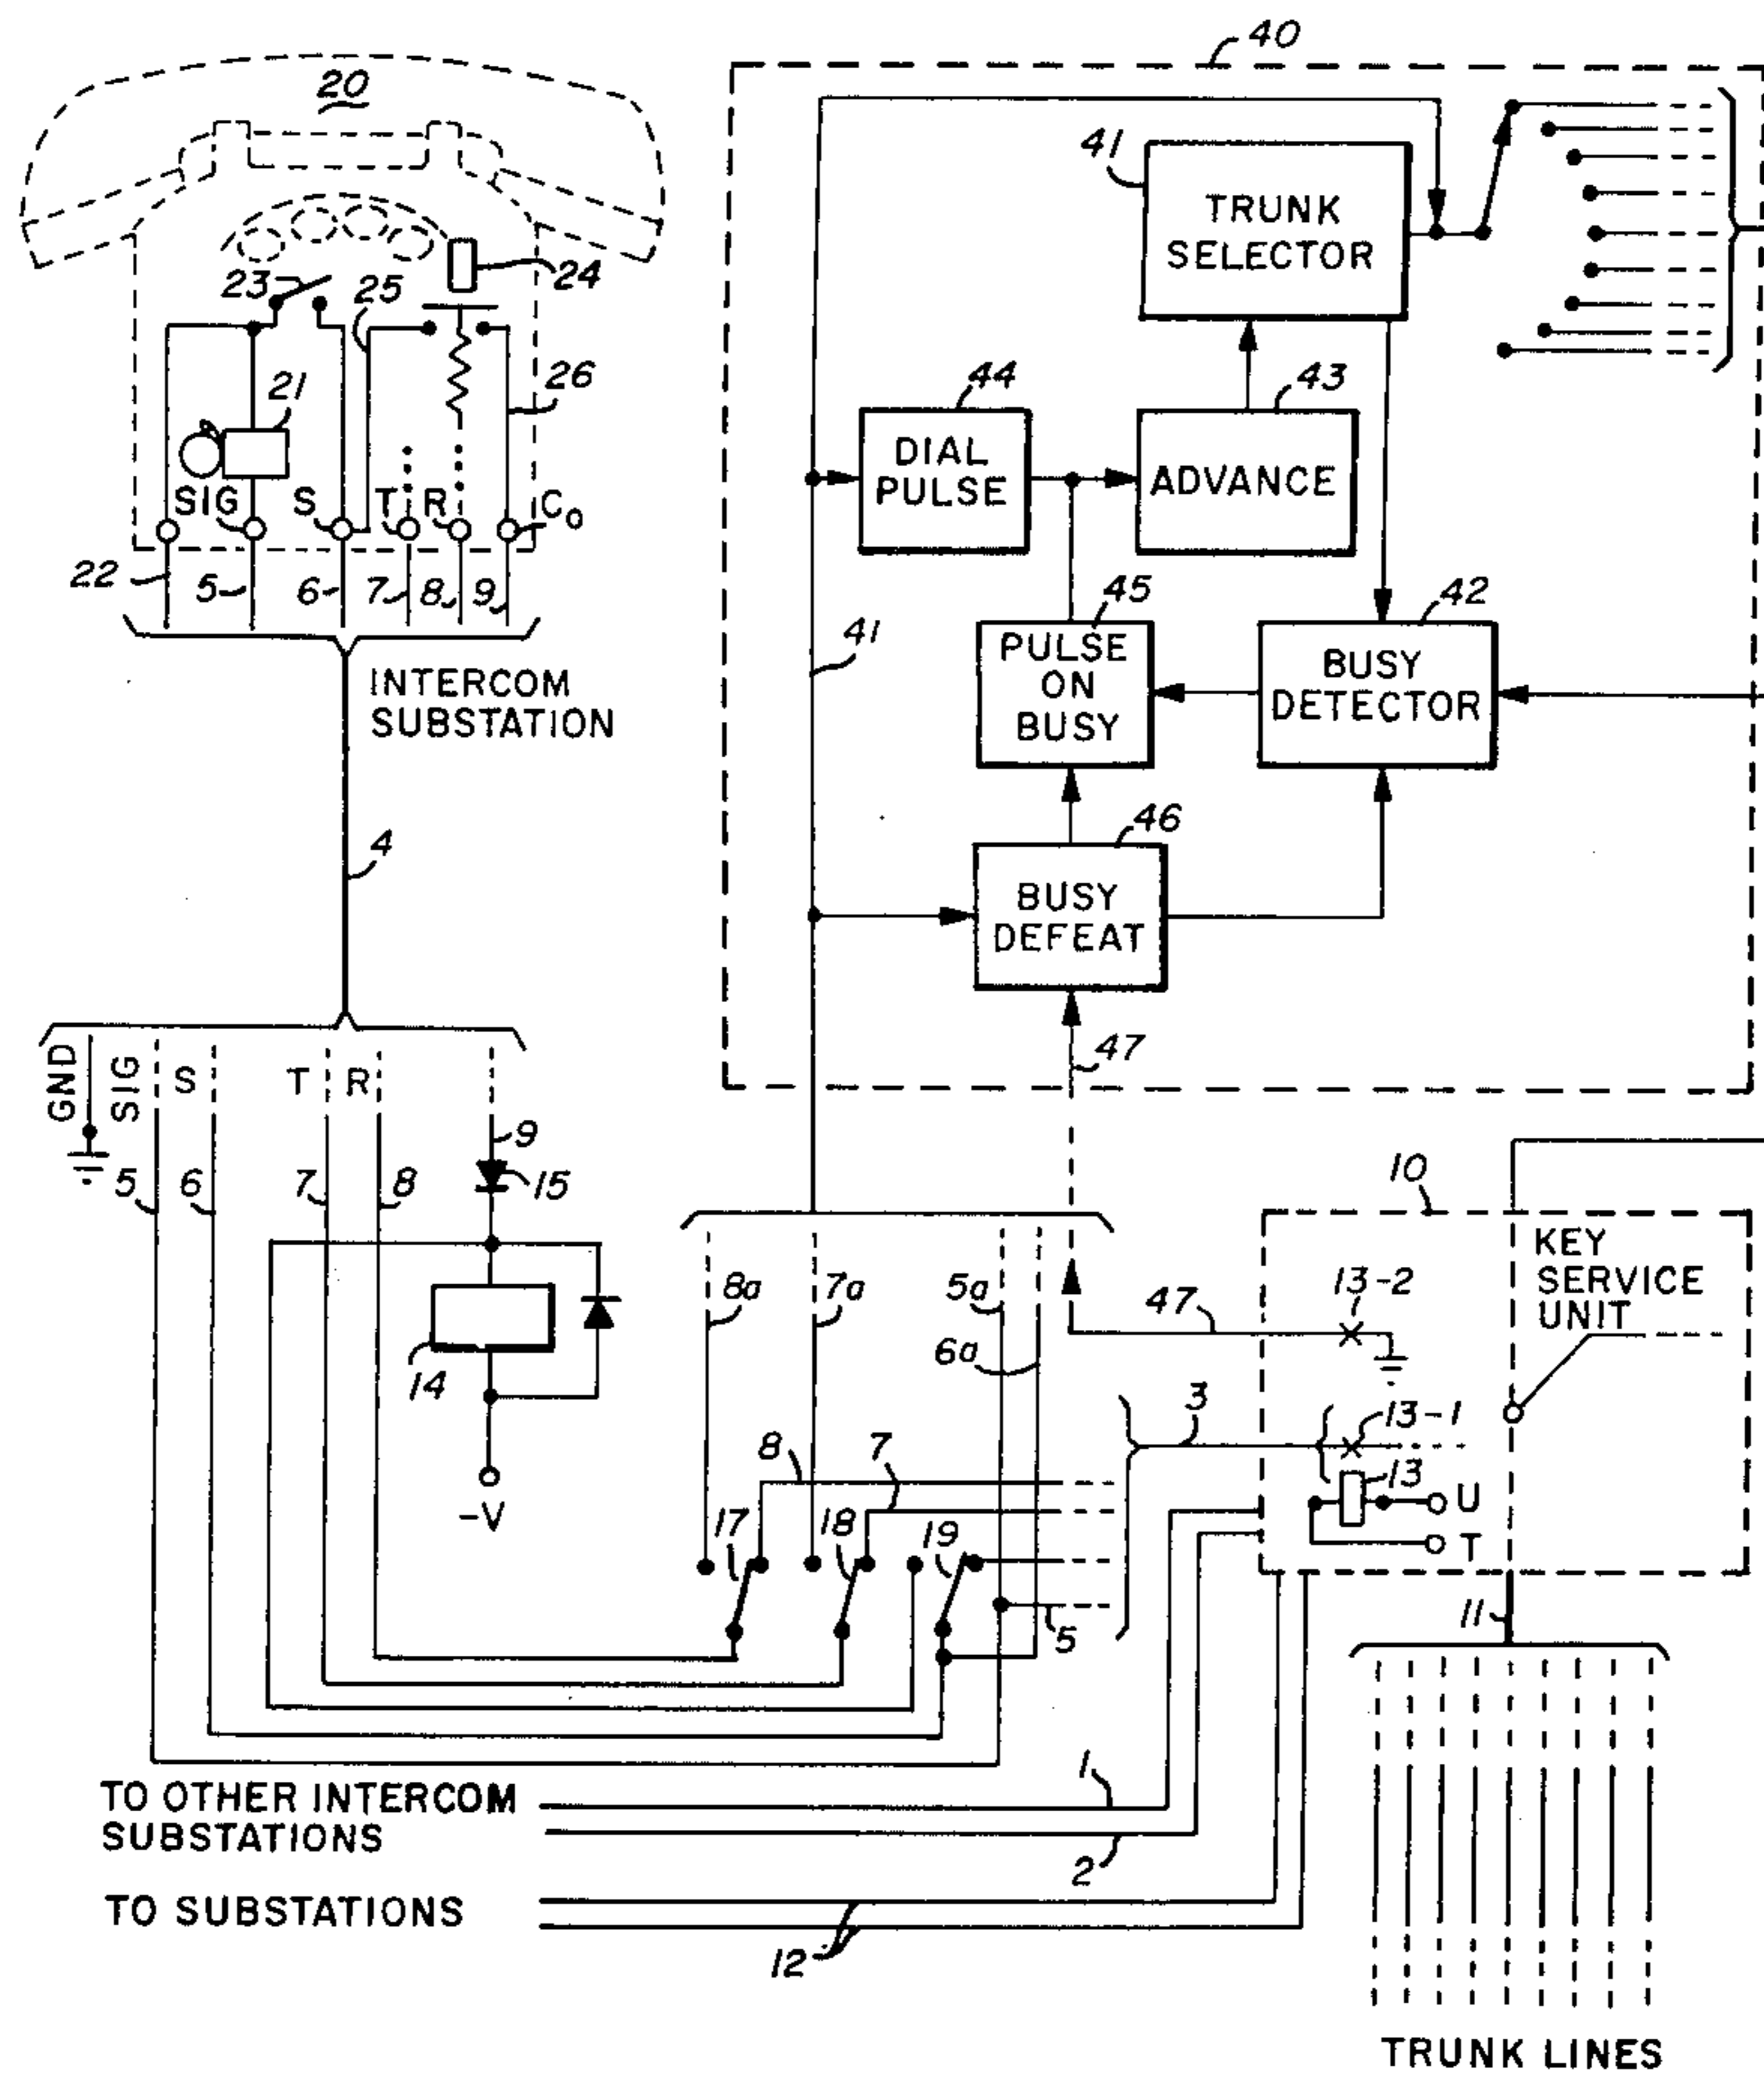 20
23
25
24
21
26
SIG
S
T
R
Co
22
5
6
7
8
9
INTERCOM
SUBSTATION
4
40
41
TRUNK
SELECTOR
44
DIAL
PULSE
43
ADVANCE
41
45
PULSE
ON
BUSY
42
BUSY
DETECTOR
46
BUSY
DEFEAT
47
GND
SIG
S
T
R
5
6
7
8
9
15
14
-V
8a
7a
5a
6a
47
8
7
17
18
19
5
3
10
KEY
SERVICE
UNIT
13-2
13-1
13
U
T
11
TO OTHER INTERCOM
SUBSTATIONS
1
2
TO SUBSTATIONS
12
TRUNK LINES